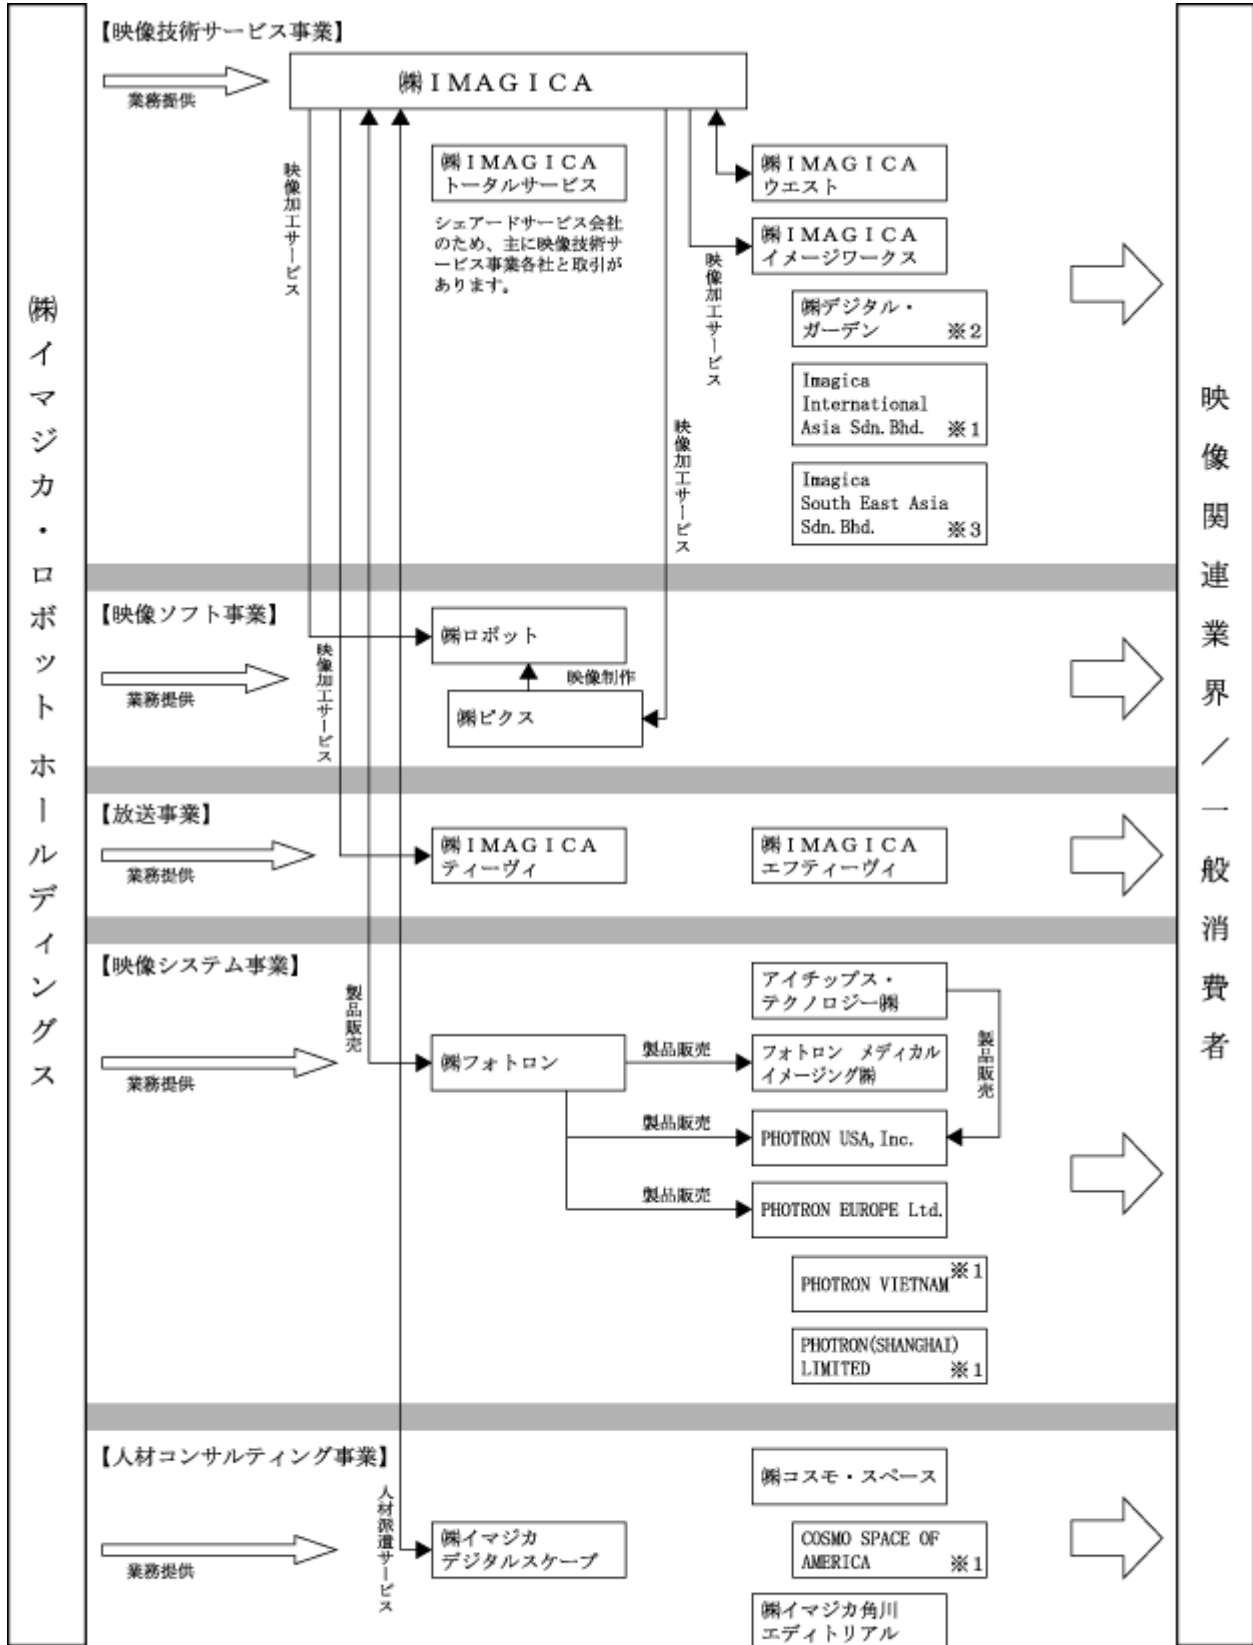 ㈱イマジカ・ロボット ホールディングス
【映像技術サービス事業】
業務提供
㈱IMAGICA
映像加工サービス
㈱IMAGICA
トータルサービス
シェアードサービス会社
のため、主に映像技術サ
ービス事業各社と取引が
あります。
㈱IMAGICA
ウエスト
㈱IMAGICA
イメージワークス
映像加工サービス
㈱デジタル・
ガーデン ※2
Imagica
International
Asia Sdn.Bhd. ※1
Imagica
South East Asia
Sdn.Bhd. ※3
映像加工サービス
【映像ソフト事業】
業務提供
映像加工サービス
㈱ロボット
映像制作
㈱ピクス
【放送事業】
業務提供
㈱IMAGICA
ティーヴィ
㈱IMAGICA
エフティーヴィ
【映像システム事業】
業務提供
製品販売
㈱フォトロン
アイチップス・
テクノロジー㈱
製品販売
フォトロン メディカル
イメージング㈱
製品販売
製品販売
PHOTRON USA,Inc.
製品販売
PHOTRON EUROPE Ltd.
PHOTRON VIETNAM ※1
PHOTRON(SHANGHAI)
LIMITED ※1
【人材コンサルティング事業】
業務提供
人材派遣サービス
㈱イマジカ
デジタルスケープ
㈱コスモ・スペース
COSMO SPACE OF
AMERICA ※1
㈱イマジカ角川
エディトリアル
映像関連業界/一般消費者